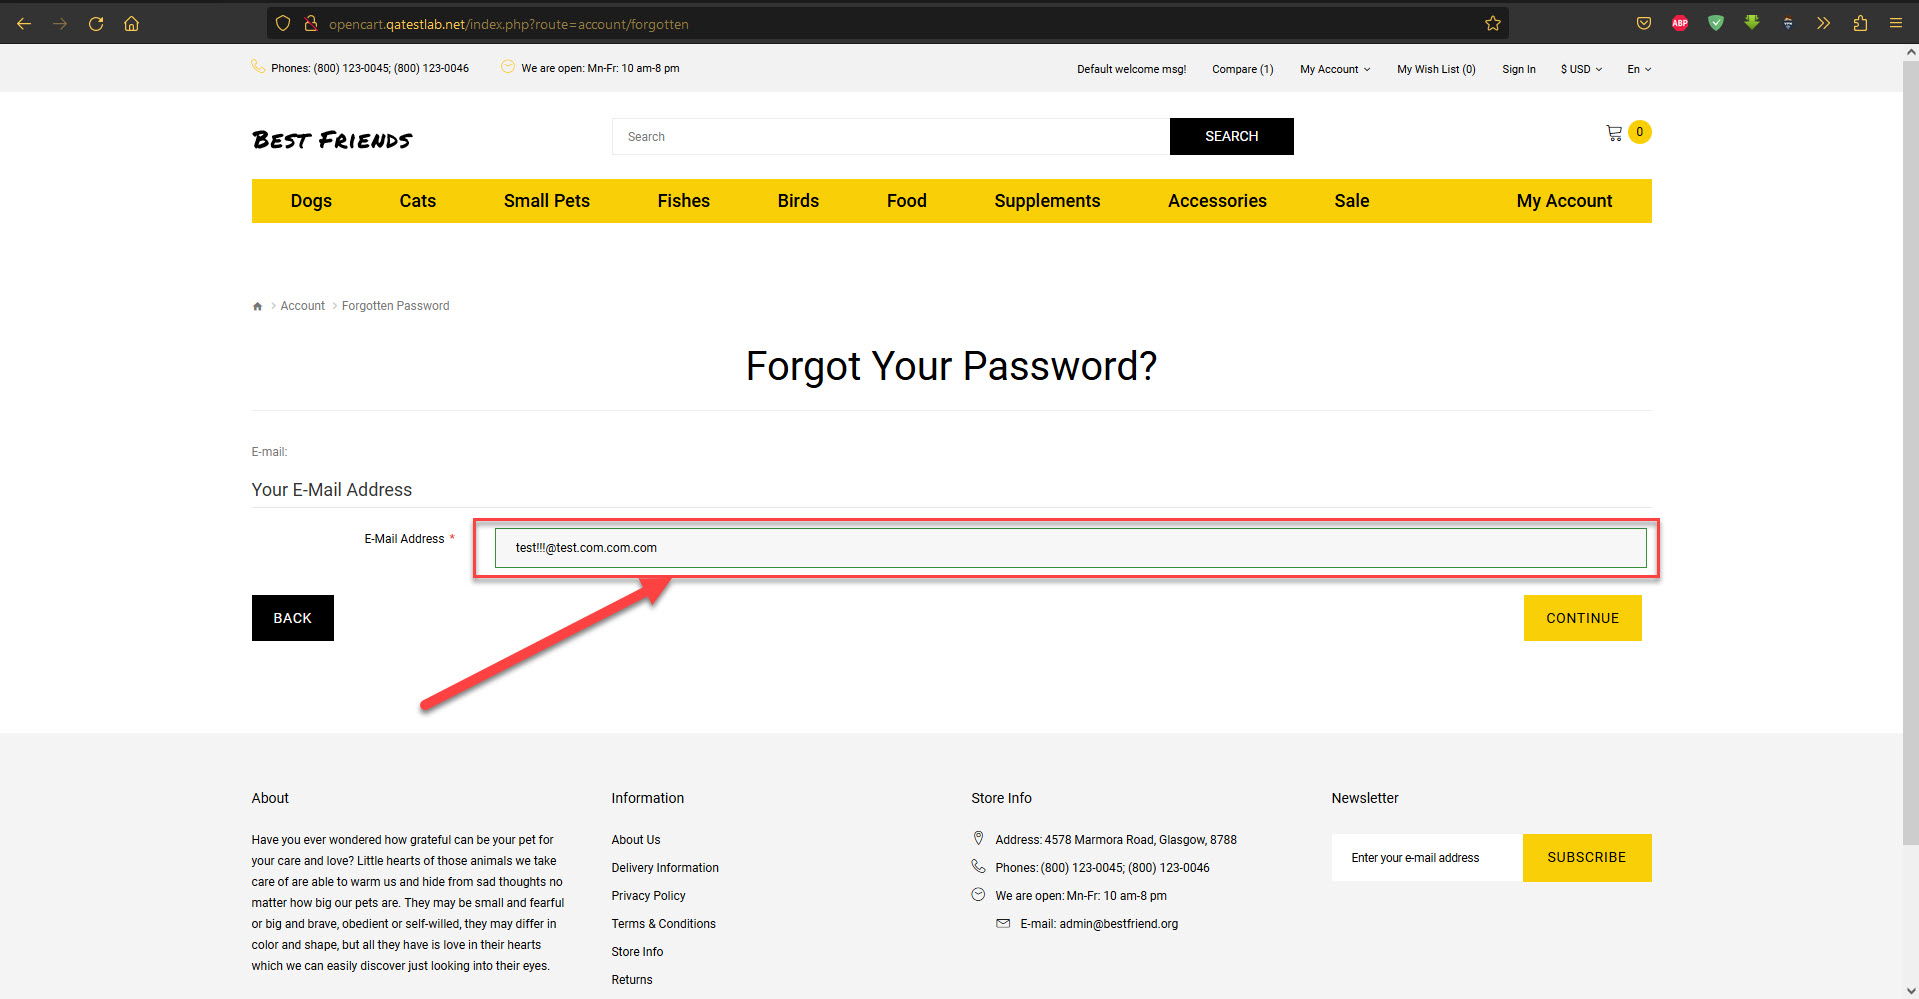 opencart.qatestlab.net/index.php?route=account/forgotten
ABP
Phones: (800) 123-0045; (800) 123-0046
We are open: Mn-Fr: 10 am-8 pm
Default welcome msg!
Compare (1)
My Account
My Wish List (0)
Sign In
$ USD
En
Best Friends
Search
SEARCH
0
Dogs
Cats
Small Pets
Fishes
Birds
Food
Supplements
Accessories
Sale
My Account
Account
Forgotten Password
Forgot Your Password?
E-mail:
Your E-Mail Address
E-Mail Address *
test!!!@test.com.com.com
BACK
CONTINUE
About
Have you ever wondered how grateful can be your pet for
your care and love? Little hearts of those animals we take
care of are able to warm us and hide from sad thoughts no
matter how big our pets are. They may be small and fearful
or big and brave, obedient or self-willed, they may differ in
color and shape, but all they have is love in their hearts
which we can easily discover just looking into their eyes.
Information
About Us
Delivery Information
Privacy Policy
Terms & Conditions
Store Info
Returns
Store Info
Address: 4578 Marmora Road, Glasgow, 8788
Phones: (800) 123-0045; (800) 123-0046
We are open: Mn-Fr: 10 am-8 pm
E-mail: admin@bestfriend.org
Newsletter
Enter your e-mail address
SUBSCRIBE